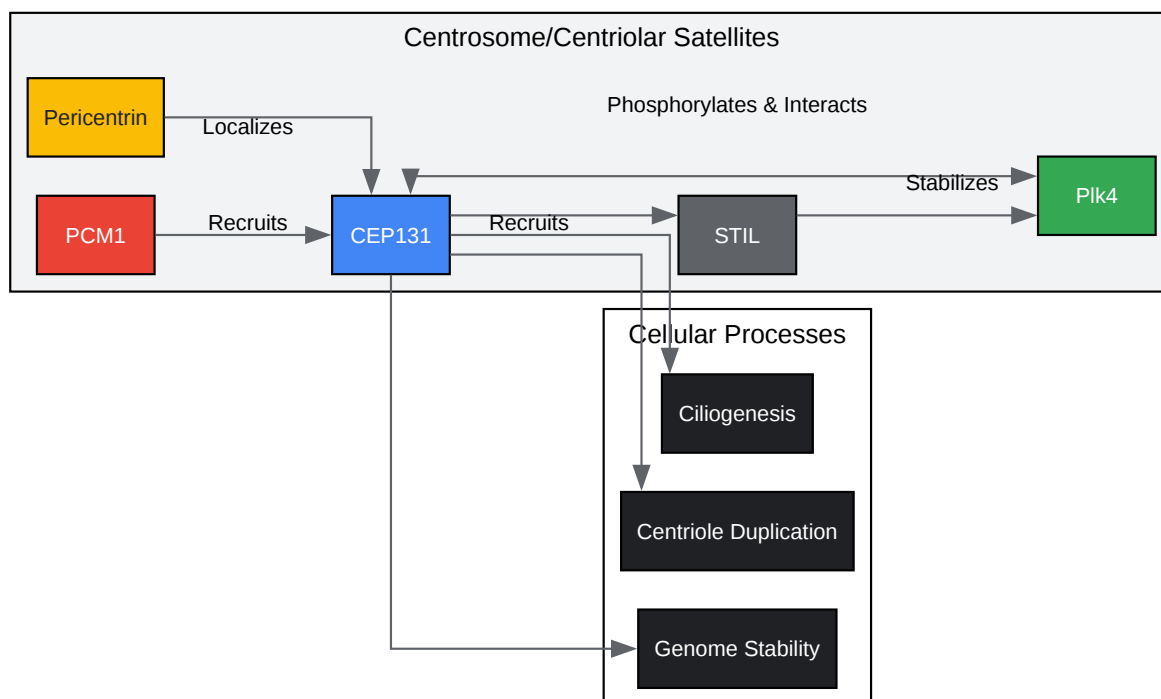 Centrosome/Centriolar Satellites
Pericentrin
Localizes
Phosphorylates & Interacts
PCM1
Recruits
CEP131
Recruits
STIL
Stabilizes
Plk4
Cellular Processes
Ciliogenesis
Centriole Duplication
Genome Stability